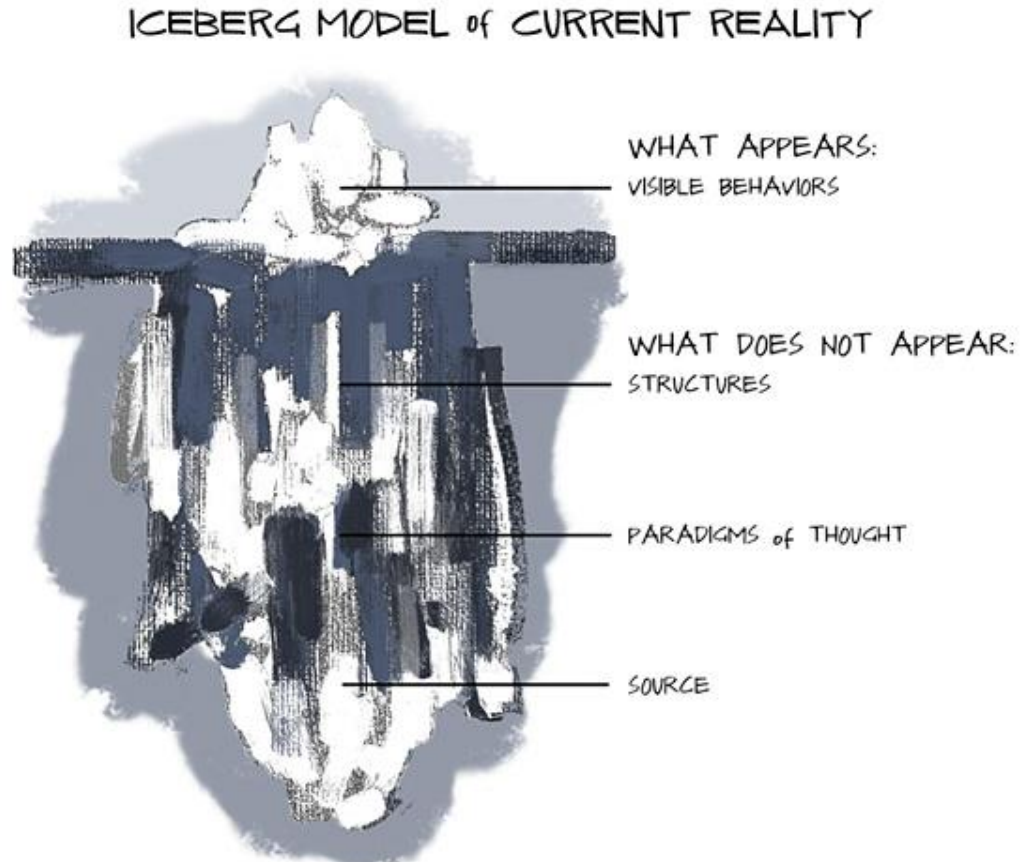 ICEBERG MODEL of CURRENT REALITY
WHAT APPEARS:
VISIBLE BEHAVIORS
WHAT DOES NOT APPEAR:
STRUCTURES
PARADIGMS of THOUGHT
SOURCE